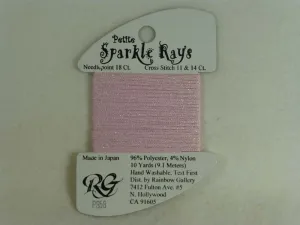 Petite
Sparkle Rays
Needlepoint 18 Ct. Cross Stitch 11 & 14 Ct.
Made in Japan
RG
96% Polyester, 4% Nylon
10 Yards (9.1 Meters)
Hand Washable, Test First
Dist. by Rainbow Gallery
7412 Fulton Ave. #5
N. Hollywood
CA 91605